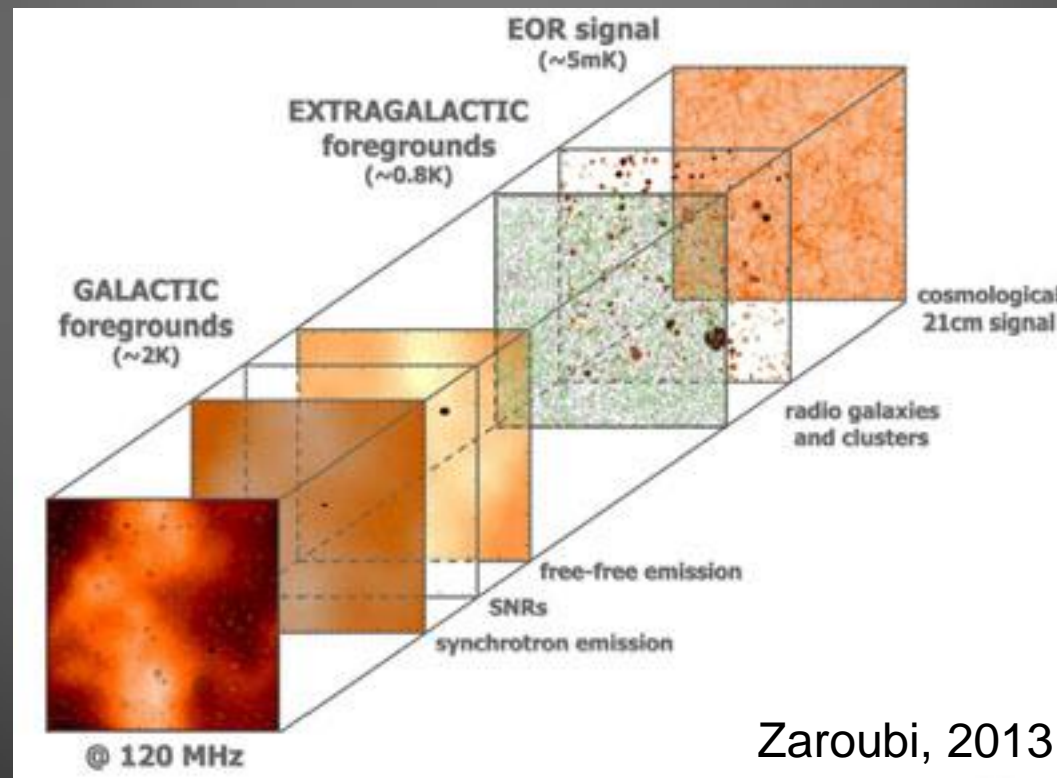 EOR signal
(~5mK)
EXTRAGALACTIC
foregrounds
(~0.8K)
GALACTIC
foregrounds
(~2K)
cosmological
21cm signal
radio galaxies
and clusters
free-free emission
SNRs
synchrotron emission
@ 120 MHz
Zaroubi, 2013